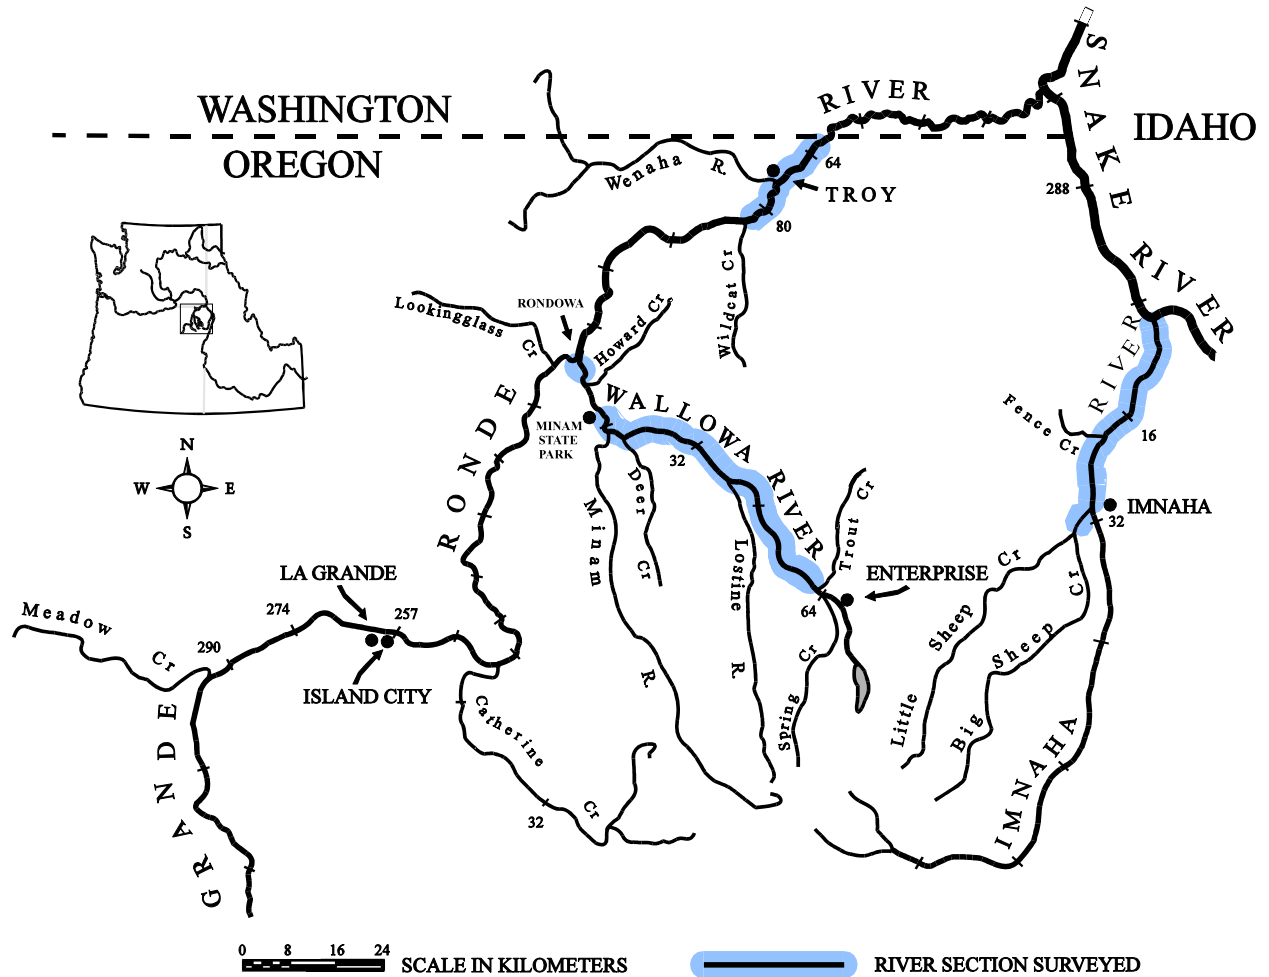 WASHINGTON
OREGON
IDAHO
SNAKE
RIVER
RIVER
Wenaha R.
64
TROY
80
288
Wildcat Cr
Lookingglass Cr
RONDOWA
Howard Cr
RIVER
Fence Cr
16
IMNAHA
32
WALLOWA RIVER
MINAM
STATE
PARK
32
Deer Cr
Minam R.
Lostine R.
Trout Cr
ENTERPRISE
64
Spring Cr
Little Sheep Cr
Big Sheep Cr
IMNAHA
N
W E
S
LA GRANDE
274
257
290
ISLAND CITY
Meadow Cr
GRANDE
RONDE
Catherine Cr
32
0 8 16 24
SCALE IN KILOMETERS
RIVER SECTION SURVEYED